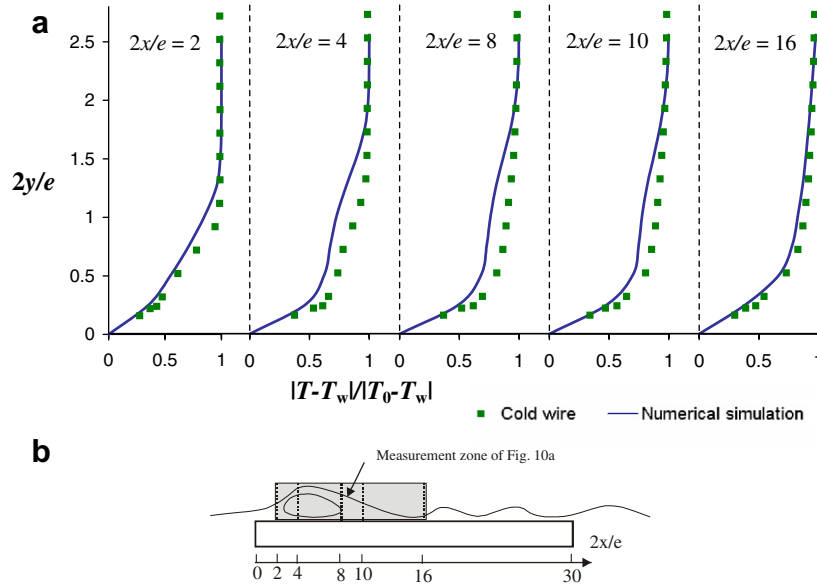 a
2x/e = 2 2x/e = 4 2x/e = 8 2x/e = 10 2x/e = 16
2.5
2
1.5
1
0.5
0
2y/e
0 0.5 1 0 0.5 1 0 0.5 1 0 0.5 1 0 0.5 1
|T-Tw|/|T0-Tw|
Cold wire Numerical simulation
b
Measurement zone of Fig. 10a
2x/e
0 2 4 8 10 16 30